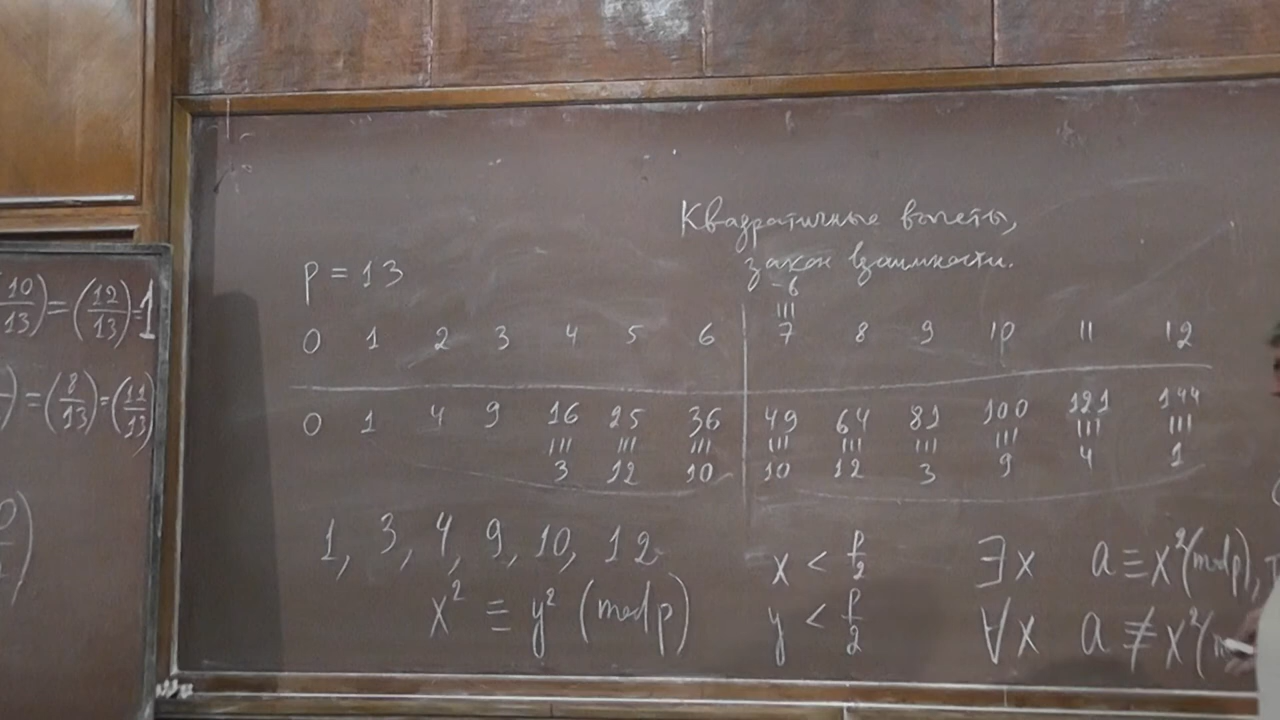 (10/13) = (12/13) = 1
) = (8/13) = (11/13)
Квадратичные вычеты,
закон взаимности.
p = 13
-6
≡
0 1 2 3 4 5 6 | 7 8 9 10 11 12
0 1 4 9 16 25 36 | 49 64 81 100 121 144
≡ ≡ ≡ | ≡ ≡ ≡ ≡ ≡ ≡
3 12 10 | 10 12 3 9 4 1
1, 3, 4, 9, 10, 12
x² ≡ y² (mod p)
x < p/2
y < p/2
∃x a ≡ x² (mod p),
∀x a ≢ x² (m